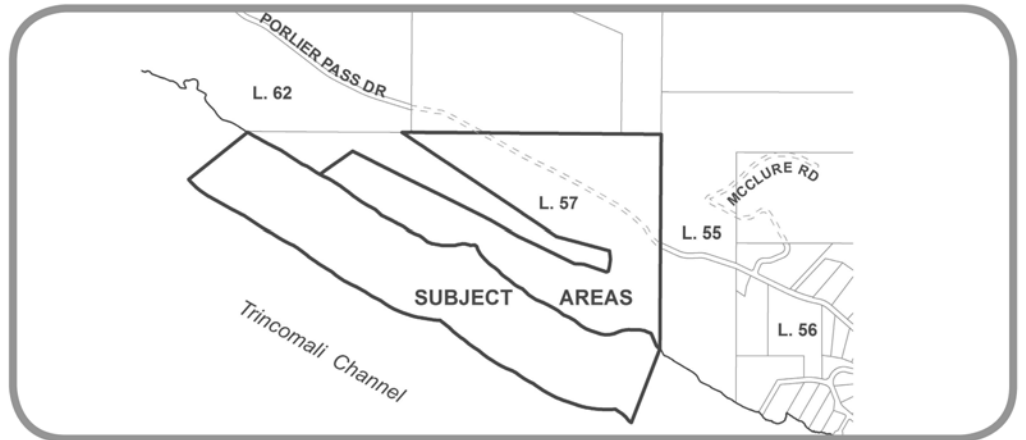 PORLIER PASS DR
L. 62
MCCLURE RD
L. 57
L. 55
SUBJECT AREAS
Trincomali Channel
L. 56